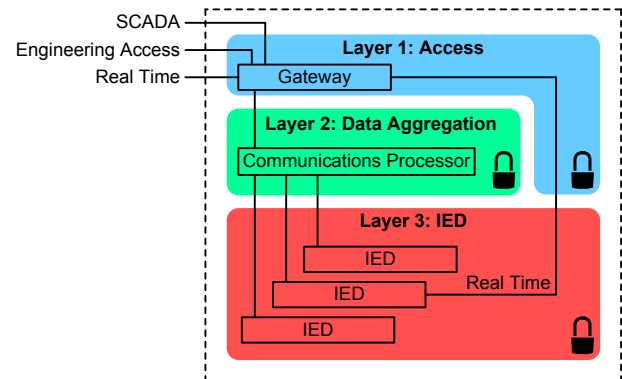 SCADA
Engineering Access
Real Time
Layer 1: Access
Gateway
Layer 2: Data Aggregation
Communications Processor
Layer 3: IED
IED
Real Time
IED
IED